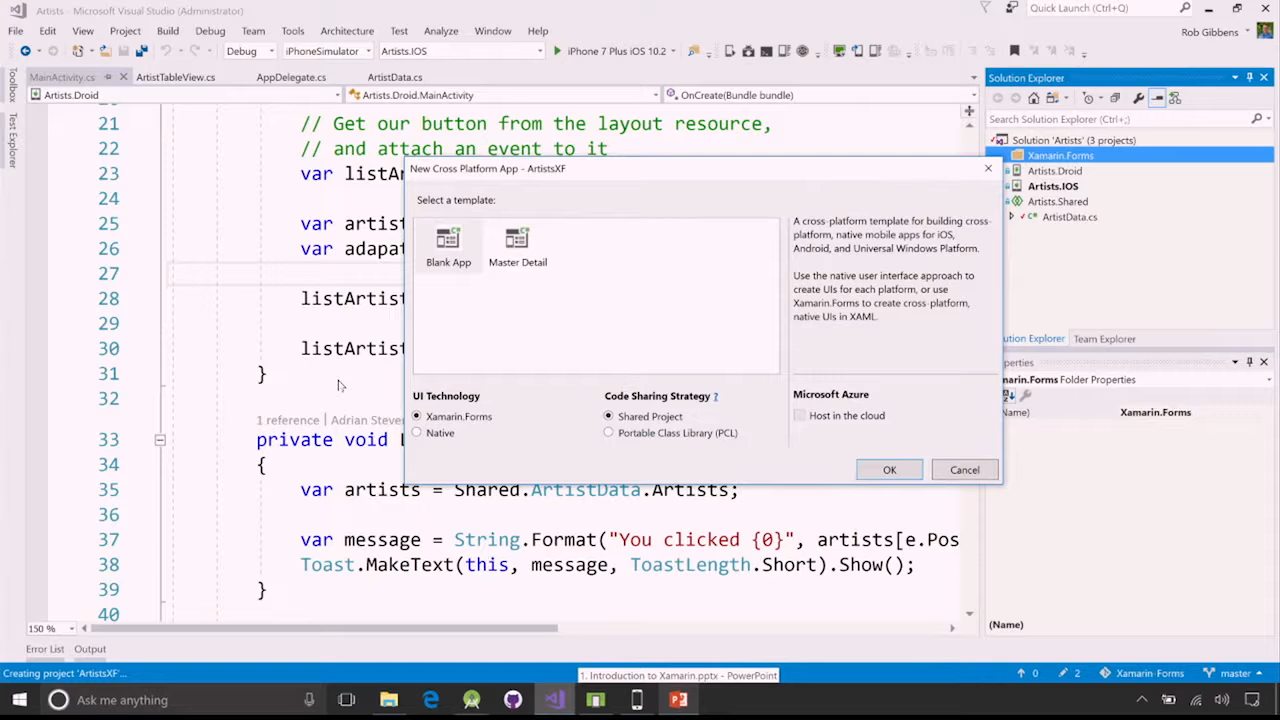 Artists - Microsoft Visual Studio (Administrator)
Quick Launch (Ctrl+Q)
File Edit View Project Build Debug Team Tools Architecture Test Analyze Window Help
Rob Gibbens
Debug iPhoneSimulator Artists.IOS iPhone 7 Plus iOS 10.2
Toolbox
Test Explorer
MainActivity.cs ArtistTableView.cs AppDelegate.cs ArtistData.cs
Artists.Droid Artists.Droid.MainActivity OnCreate(Bundle bundle)
21 // Get our button from the layout resource,
22 // and attach an event to it
23 var listAr
24
25 var artist
26 var adapat
27
28 listArtist
29
30 listArtist
31 }
32
1 reference | Adrian Steve
33 private void
34 {
35 var artists = Shared.ArtistData.Artists;
36
37 var message = String.Format("You clicked {0}", artists[e.Pos
38 Toast.MakeText(this, message, ToastLength.Short).Show();
39 }
40
150 %
New Cross Platform App - ArtistsXF
Select a template:
Blank App
Master Detail
A cross-platform template for building cross-
platform, native mobile apps for iOS,
Android, and Universal Windows Platform.
Use the native user interface approach to
create UIs for each platform, or use
Xamarin.Forms to create cross-platform,
native UIs in XAML.
UI Technology
Xamarin.Forms
Native
Code Sharing Strategy ?
Shared Project
Portable Class Library (PCL)
Microsoft Azure
Host in the cloud
OK Cancel
Solution Explorer
Search Solution Explorer (Ctrl+;)
Solution 'Artists' (3 projects)
Xamarin.Forms
Artists.Droid
Artists.IOS
Artists.Shared
C# ArtistData.cs
ution Explorer Team Explorer
perties
marin.Forms Folder Properties
Name) Xamarin.Forms
(Name)
Error List Output
Creating project 'ArtistsXF'...
0 2 Xamarin-Forms master
1. Introduction to Xamarin.pptx - PowerPoint
Ask me anything